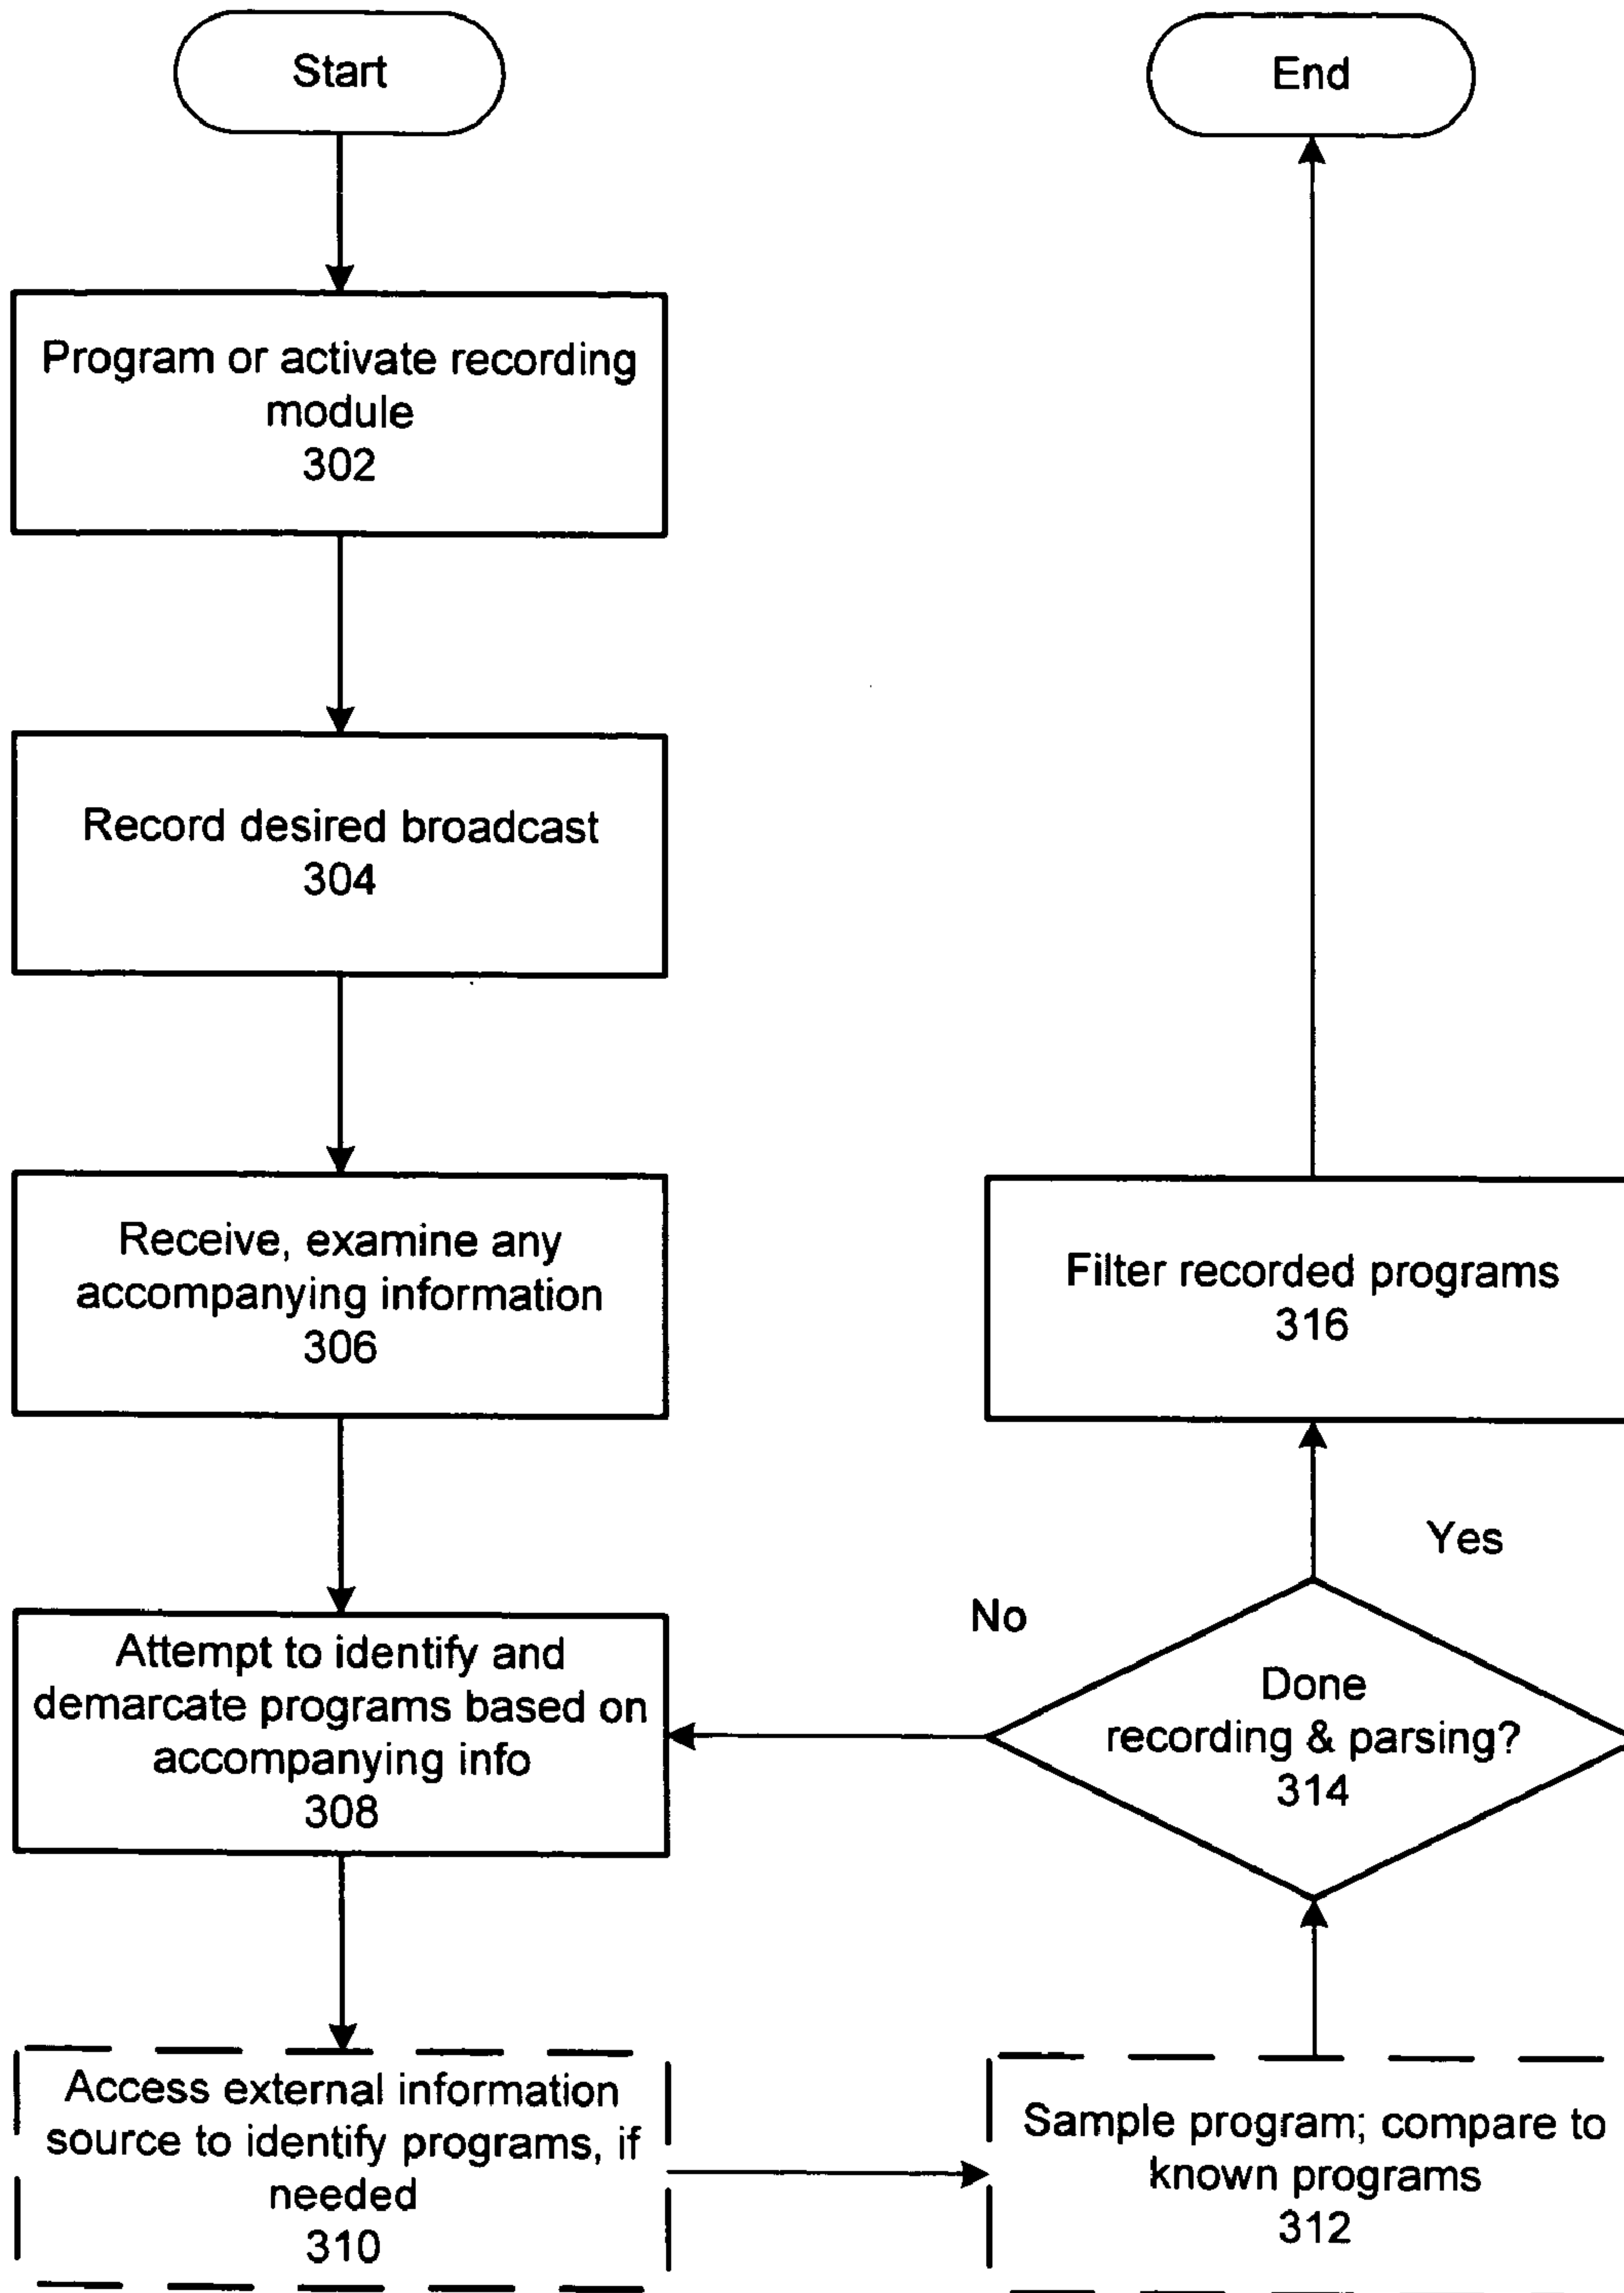 Start
Program or activate recording
module
302
Record desired broadcast
304
Receive, examine any
accompanying information
306
Attempt to identify and
demarcate programs based on
accompanying info
308
Access external information
source to identify programs, if
needed
310
Sample program; compare to
known programs
312
Done
recording & parsing?
314
No
Yes
Filter recorded programs
316
End